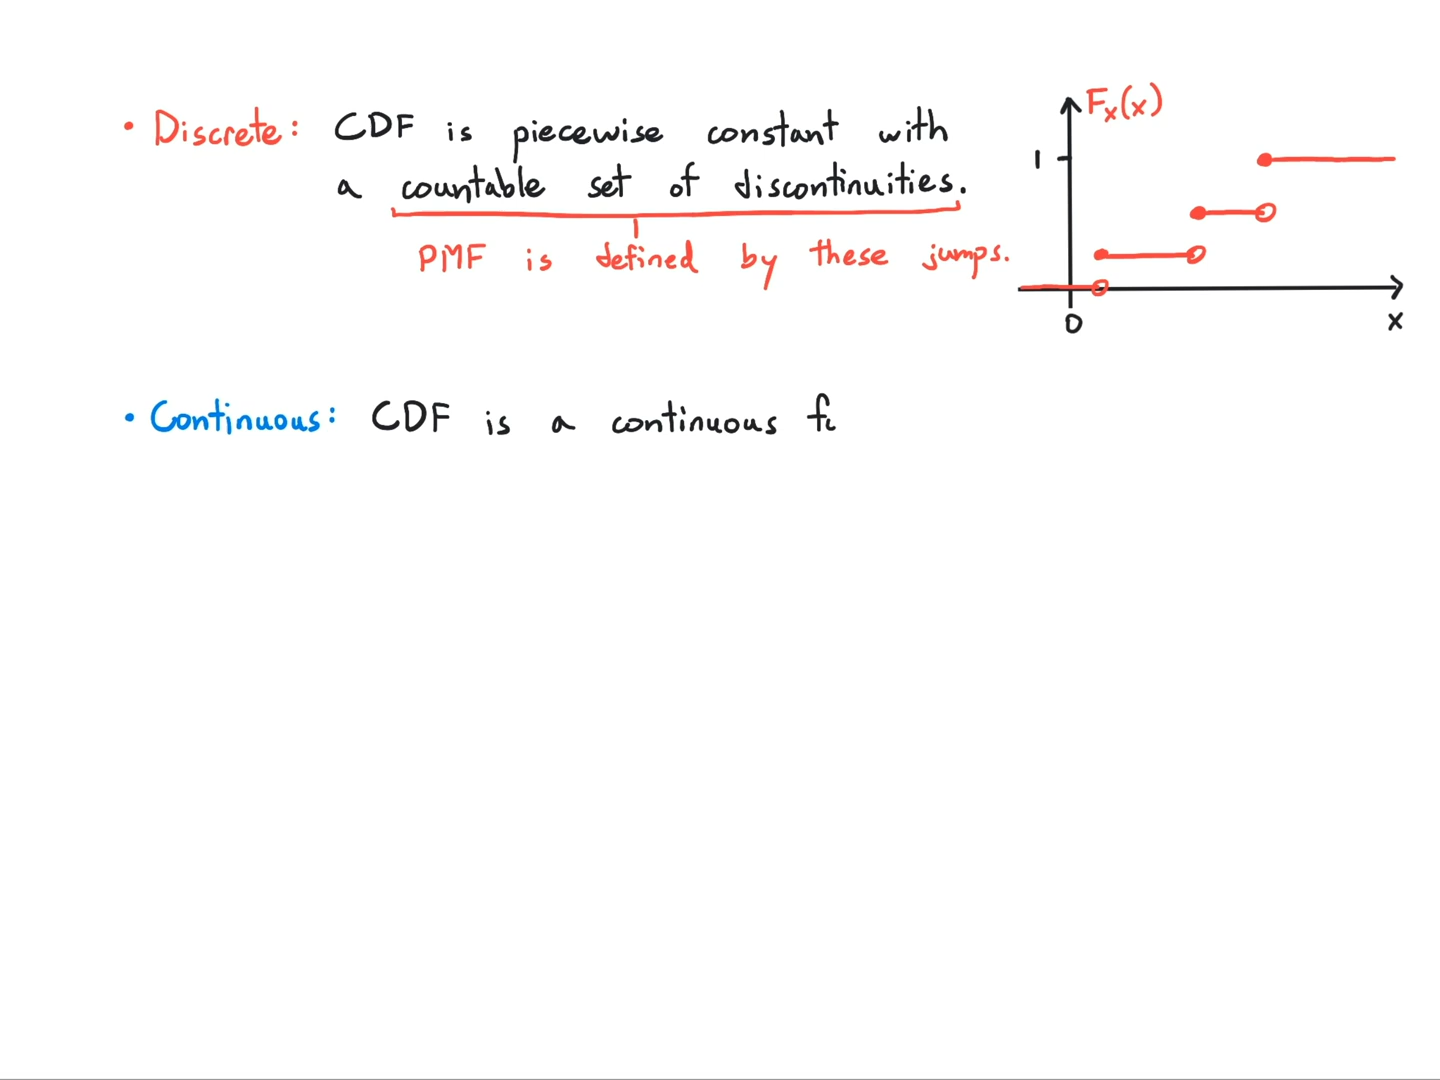 • Discrete: CDF is piecewise constant with
a countable set of discontinuities.
PMF is defined by these jumps.
Fx(x)
1
0
x
• Continuous: CDF is a continuous